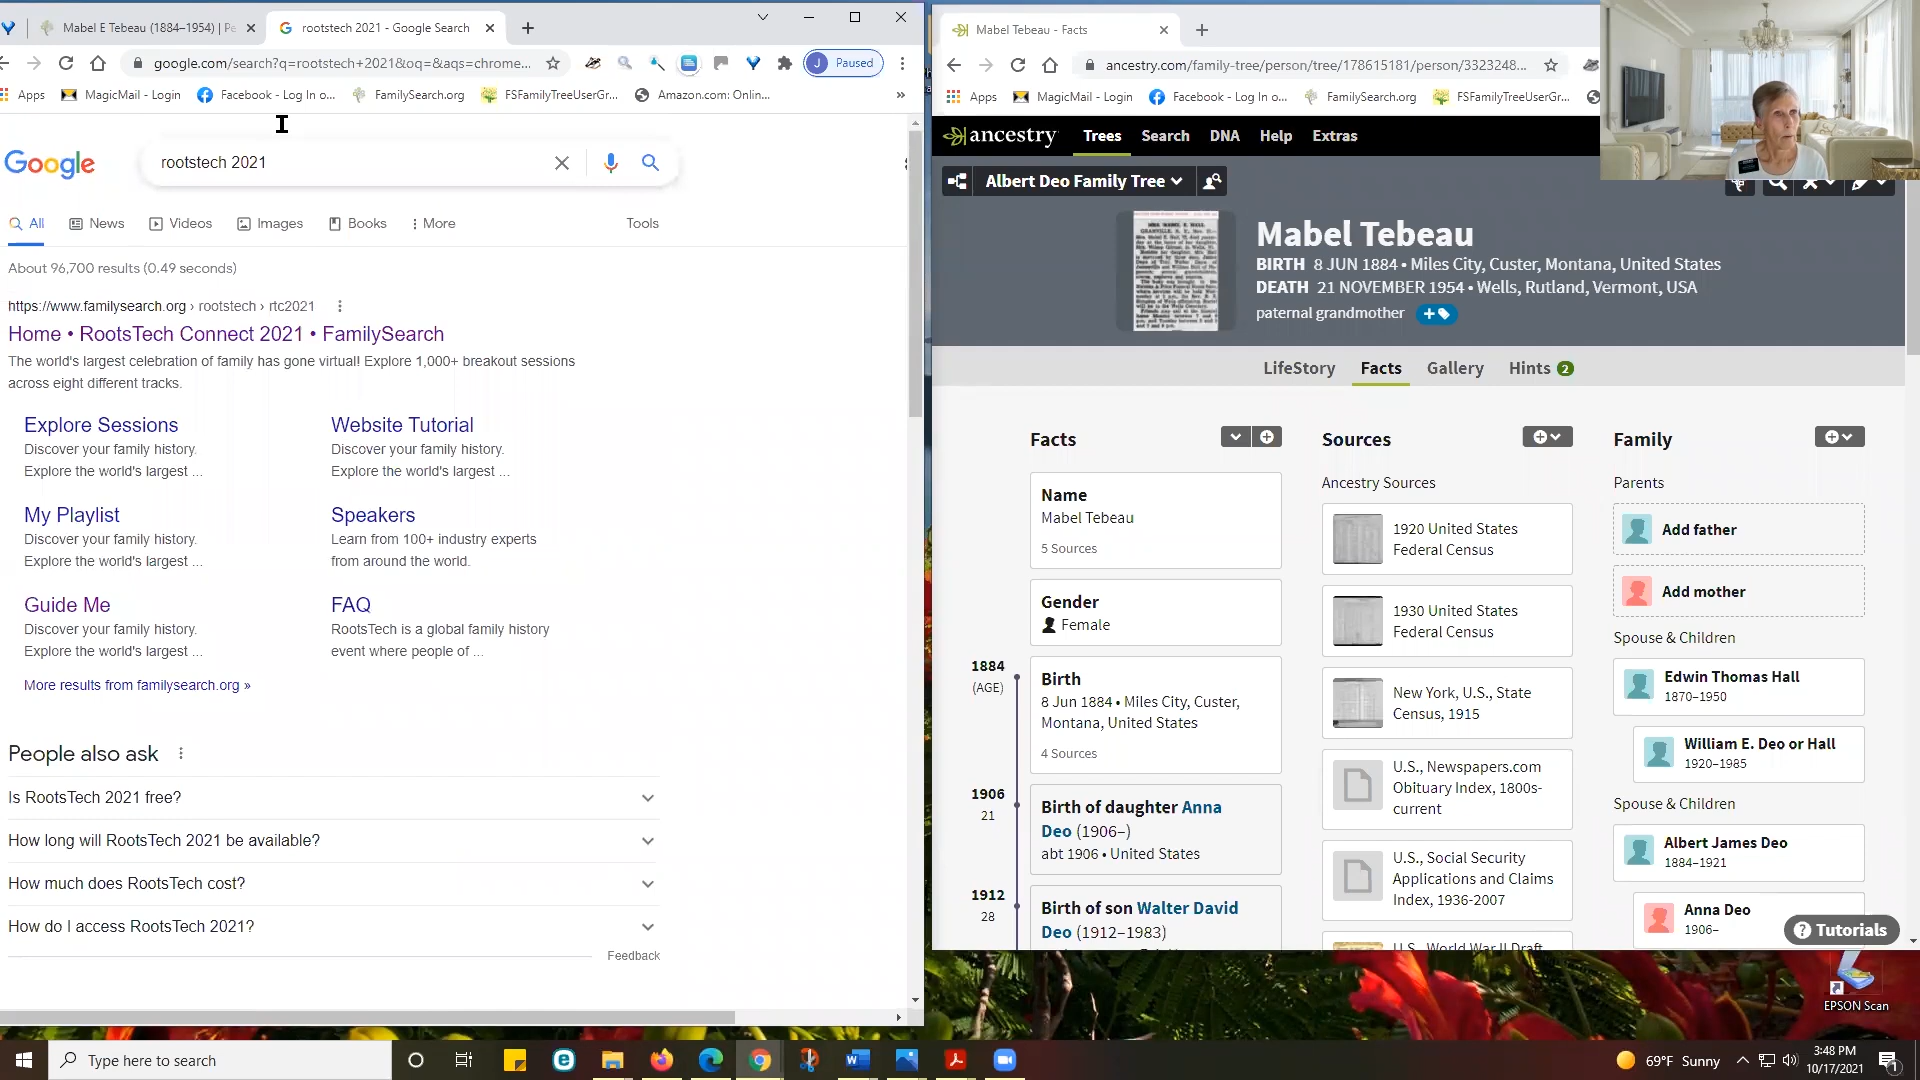 Mabel E Tebeau (1884–1954) | Pe
rootstech 2021 - Google Search
google.com/search?q=rootstech+2021&oq=&aqs=chrome...
J Paused
Apps
MagicMail - Login
Facebook - Log In o...
FamilySearch.org
FSFamilyTreeUserGr...
Amazon.com: Onlin...
»
Google
rootstech 2021
All
News
Videos
Images
Books
More
Tools
About 96,700 results (0.49 seconds)
https://www.familysearch.org › rootstech › rtc2021
Home • RootsTech Connect 2021 • FamilySearch
The world's largest celebration of family has gone virtual! Explore 1,000+ breakout sessions
across eight different tracks.
Explore Sessions
Discover your family history.
Explore the world's largest ...
Website Tutorial
Discover your family history.
Explore the world's largest ...
My Playlist
Discover your family history.
Explore the world's largest ...
Speakers
Learn from 100+ industry experts
from around the world.
Guide Me
Discover your family history.
Explore the world's largest ...
FAQ
RootsTech is a global family history
event where people of ...
More results from familysearch.org »
People also ask
Is RootsTech 2021 free?
How long will RootsTech 2021 be available?
How much does RootsTech cost?
How do I access RootsTech 2021?
Feedback
Mabel Tebeau - Facts
ancestry.com/family-tree/person/tree/178615181/person/3323248...
Apps
MagicMail - Login
Facebook - Log In o...
FamilySearch.org
FSFamilyTreeUserGr...
ancestry
Trees
Search
DNA
Help
Extras
Albert Deo Family Tree
MRS MABEL E. HALL
Mabel Tebeau
BIRTH 8 JUN 1884 • Miles City, Custer, Montana, United States
DEATH 21 NOVEMBER 1954 • Wells, Rutland, Vermont, USA
paternal grandmother
LifeStory
Facts
Gallery
Hints 2
Facts
Name
Mabel Tebeau
5 Sources
Gender
Female
1884
(AGE)
Birth
8 Jun 1884 • Miles City, Custer,
Montana, United States
4 Sources
1906
21
Birth of daughter Anna
Deo (1906–)
abt 1906 • United States
1912
28
Birth of son Walter David
Deo (1912–1983)
Sources
Ancestry Sources
1920 United States
Federal Census
1930 United States
Federal Census
New York, U.S., State
Census, 1915
U.S., Newspapers.com
Obituary Index, 1800s-
current
U.S., Social Security
Applications and Claims
Index, 1936-2007
U.S., World War II Draft
Family
Parents
Add father
Add mother
Spouse & Children
Edwin Thomas Hall
1870–1950
William E. Deo or Hall
1920–1985
Spouse & Children
Albert James Deo
1884–1921
Anna Deo
1906–
Tutorials
EPSON Scan
Type here to search
69°F Sunny
3:48 PM
10/17/2021
1